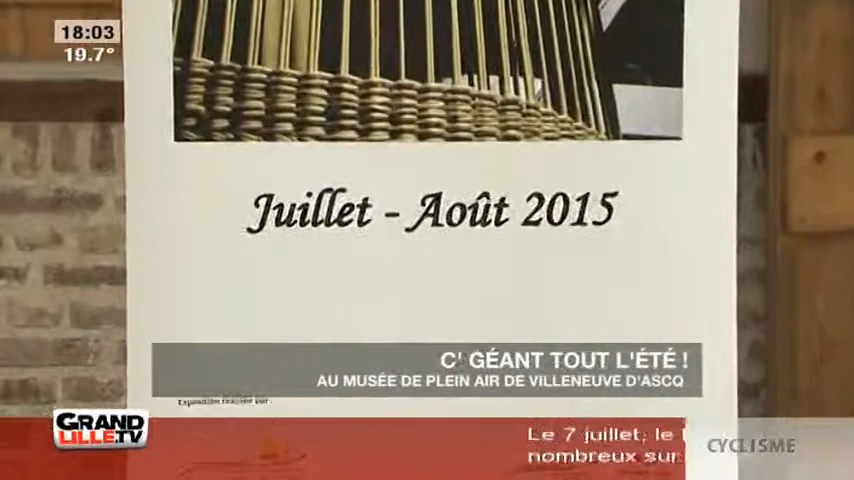 18:03
19.7°
Juillet - Août 2015
C' GÉANT TOUT L'ÉTÉ !
AU MUSÉE DE PLEIN AIR DE VILLENEUVE D'ASCQ
GRAND
LILLE.TV
Le 7 juillet, le
nombreux sur
CYCLISME